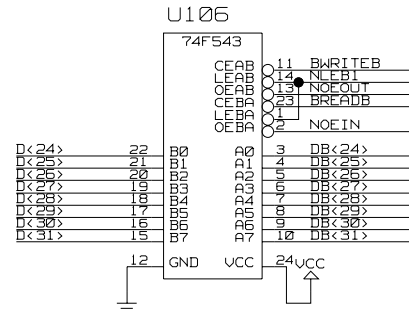 U106
74F543
CEAB 11 BWRITEB
LEAB 14 NLEBI
OEAB 13 NOEOUT
CEBA 23 BREADB
LEBA 1
OEBA 2 NOEIN
D<24> 22 B0 A0 3 DB<24>
D<25> 21 B1 A1 4 DB<25>
D<26> 20 B2 A2 5 DB<26>
D<27> 19 B3 A3 6 DB<27>
D<28> 18 B4 A4 7 DB<28>
D<29> 17 B5 A5 8 DB<29>
D<30> 16 B6 A6 9 DB<30>
D<31> 15 B7 A7 10 DB<31>
12 GND VCC 24 VCC